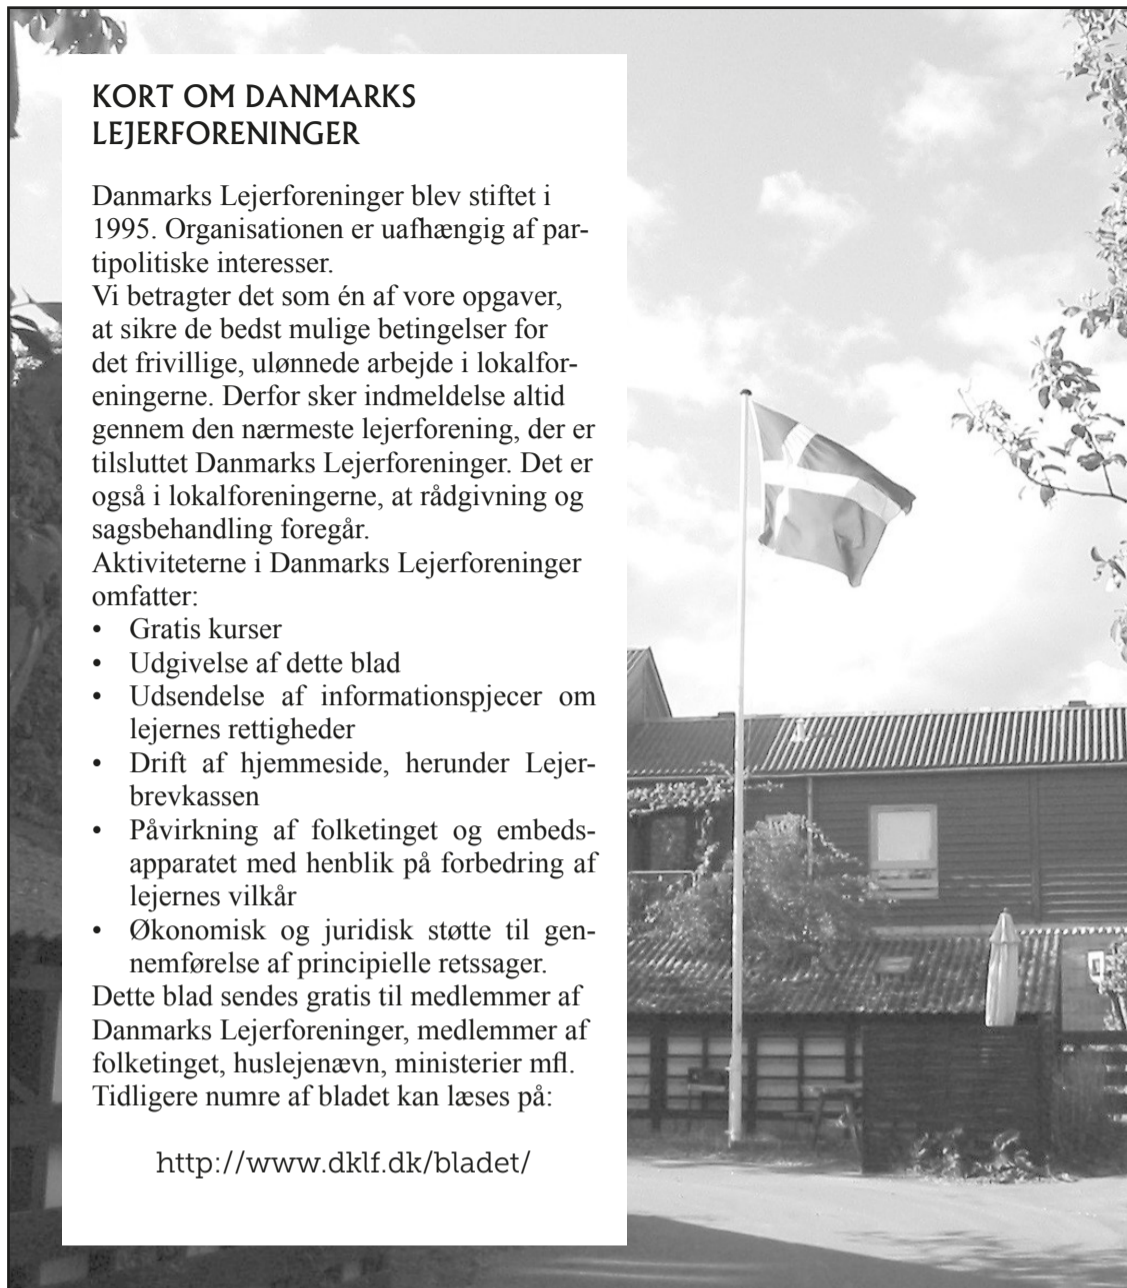 KORT OM DANMARKS
LEJERFORENINGER
Danmarks Lejerforeninger blev stiftet i
1995. Organisationen er uafhængig af par-
tipolitiske interesser.
Vi betragter det som én af vore opgaver,
at sikre de bedst mulige betingelser for
det frivillige, ulønnede arbejde i lokalfor-
eningerne. Derfor sker indmeldelse altid
gennem den nærmeste lejerforening, der er
tilsluttet Danmarks Lejerforeninger. Det er
også i lokalforeningerne, at rådgivning og
sagsbehandling foregår.
Aktiviteterne i Danmarks Lejerforeninger
omfatter:
• Gratis kurser
• Udgivelse af dette blad
• Udsendelse af informationspjecer om
lejernes rettigheder
• Drift af hjemmeside, herunder Lejer-
brevkassen
• Påvirkning af folketinget og embeds-
apparatet med henblik på forbedring af
lejernes vilkår
• Økonomisk og juridisk støtte til gen-
nemførelse af principielle retssager.
Dette blad sendes gratis til medlemmer af
Danmarks Lejerforeninger, medlemmer af
folketinget, huslejenævn, ministerier mfl.
Tidligere numre af bladet kan læses på:
http://www.dklf.dk/bladet/